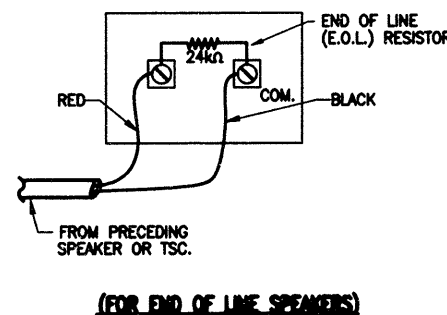 END OF LINE
(E.O.L.) RESISTOR
24kΩ
COM.
RED
BLACK
FROM PRECEDING
SPEAKER OR TSC.
(FOR END OF LINE SPEAKERS)